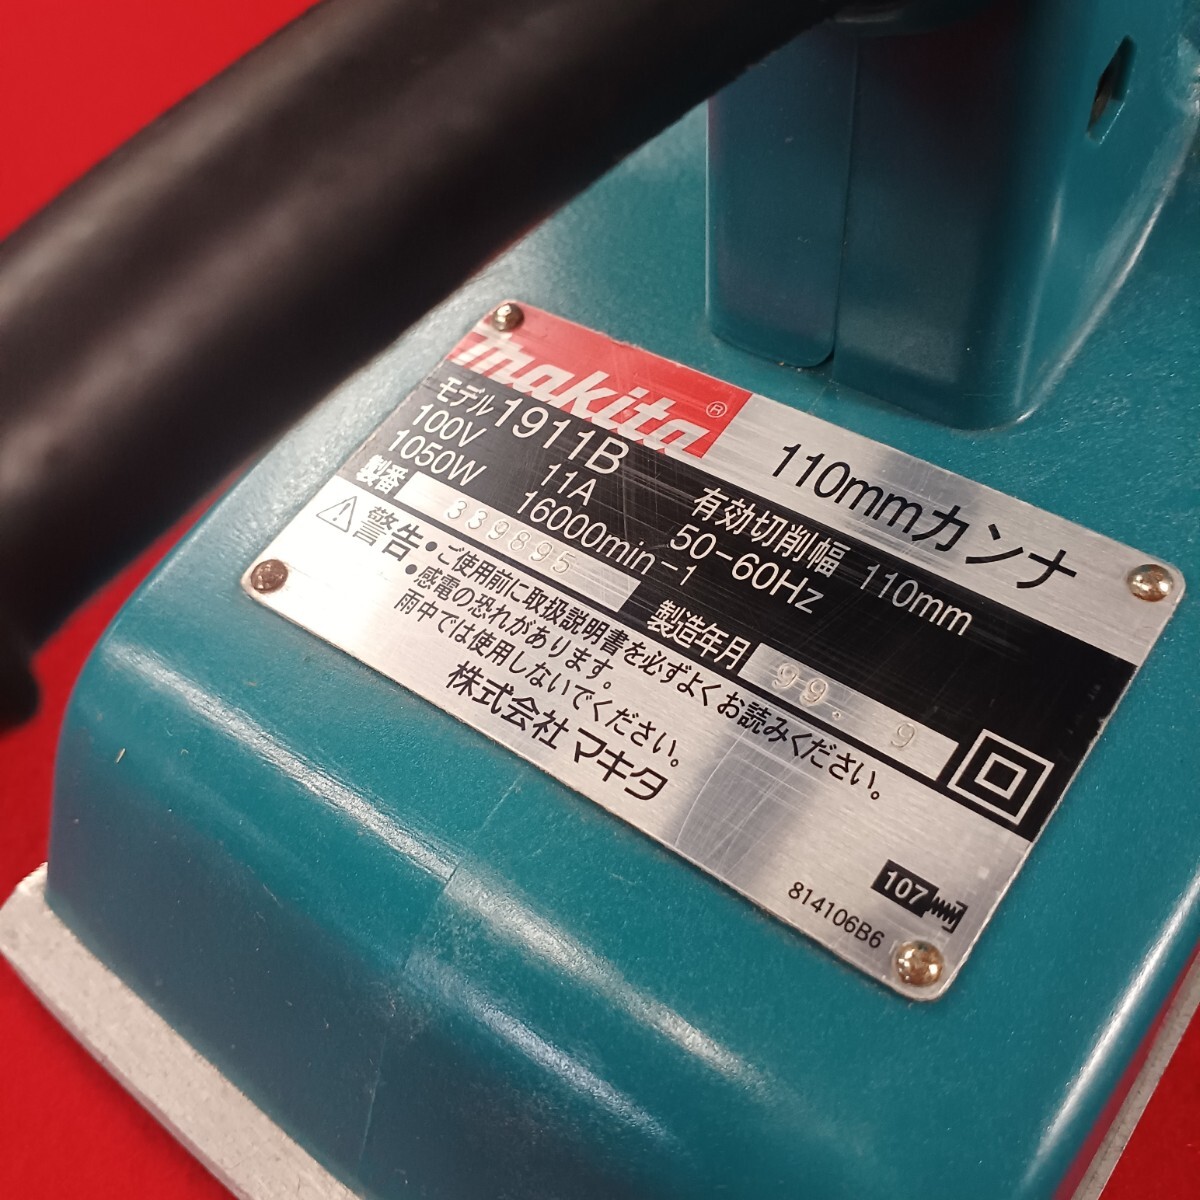 makita®
110mmカンナ
モデル 1911B 有効切削幅 110mm
100V 11A 50-60Hz
1050W 16000min-1
製番 339895 製造年月 99. 9
警告 • ご使用前に取扱説明書を必ずよくお読みください。
• 感電の恐れがあります。
雨中では使用しないでください。
株式会社 マキタ
107
814106B6